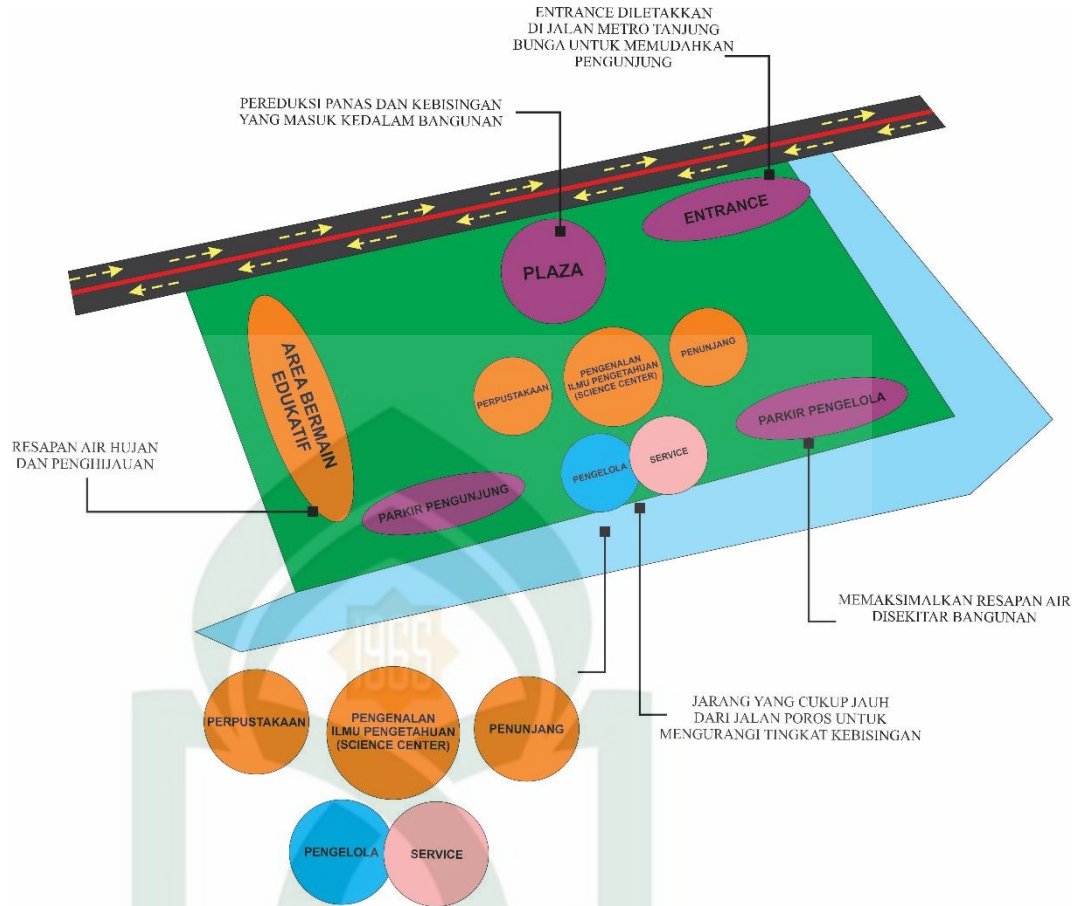 ENTRANCE DILETAKKAN
DI JALAN METRO TANJUNG
BUNGA UNTUK MEMUDAHKAN
PENGUNJUNG
PEREDUKSI PANAS DAN KEBISINGAN
YANG MASUK KEDALAM BANGUNAN
ENTRANCE
PLAZA
AREA BERMAIN
EDUKATIF
PERPUSTAKAAN
PENGENALAN
ILMU PENGETAHUAN
(SCIENCE CENTER)
PENUNJANG
PARKIR PENGELOLA
RESAPAN AIR HUJAN
DAN PENGHIJAUAN
PARKIR PENGUNJUNG
PENGELOLA
SERVICE
MEMAKSIMALKAN RESAPAN AIR
DISEKITAR BANGUNAN
1965
JARANG YANG CUKUP JAUH
DARI JALAN POROS UNTUK
MENGURANGI TINGKAT KEBISINGAN
PERPUSTAKAAN
PENGENALAN
ILMU PENGETAHUAN
(SCIENCE CENTER)
PENUNJANG
PENGELOLA
SERVICE